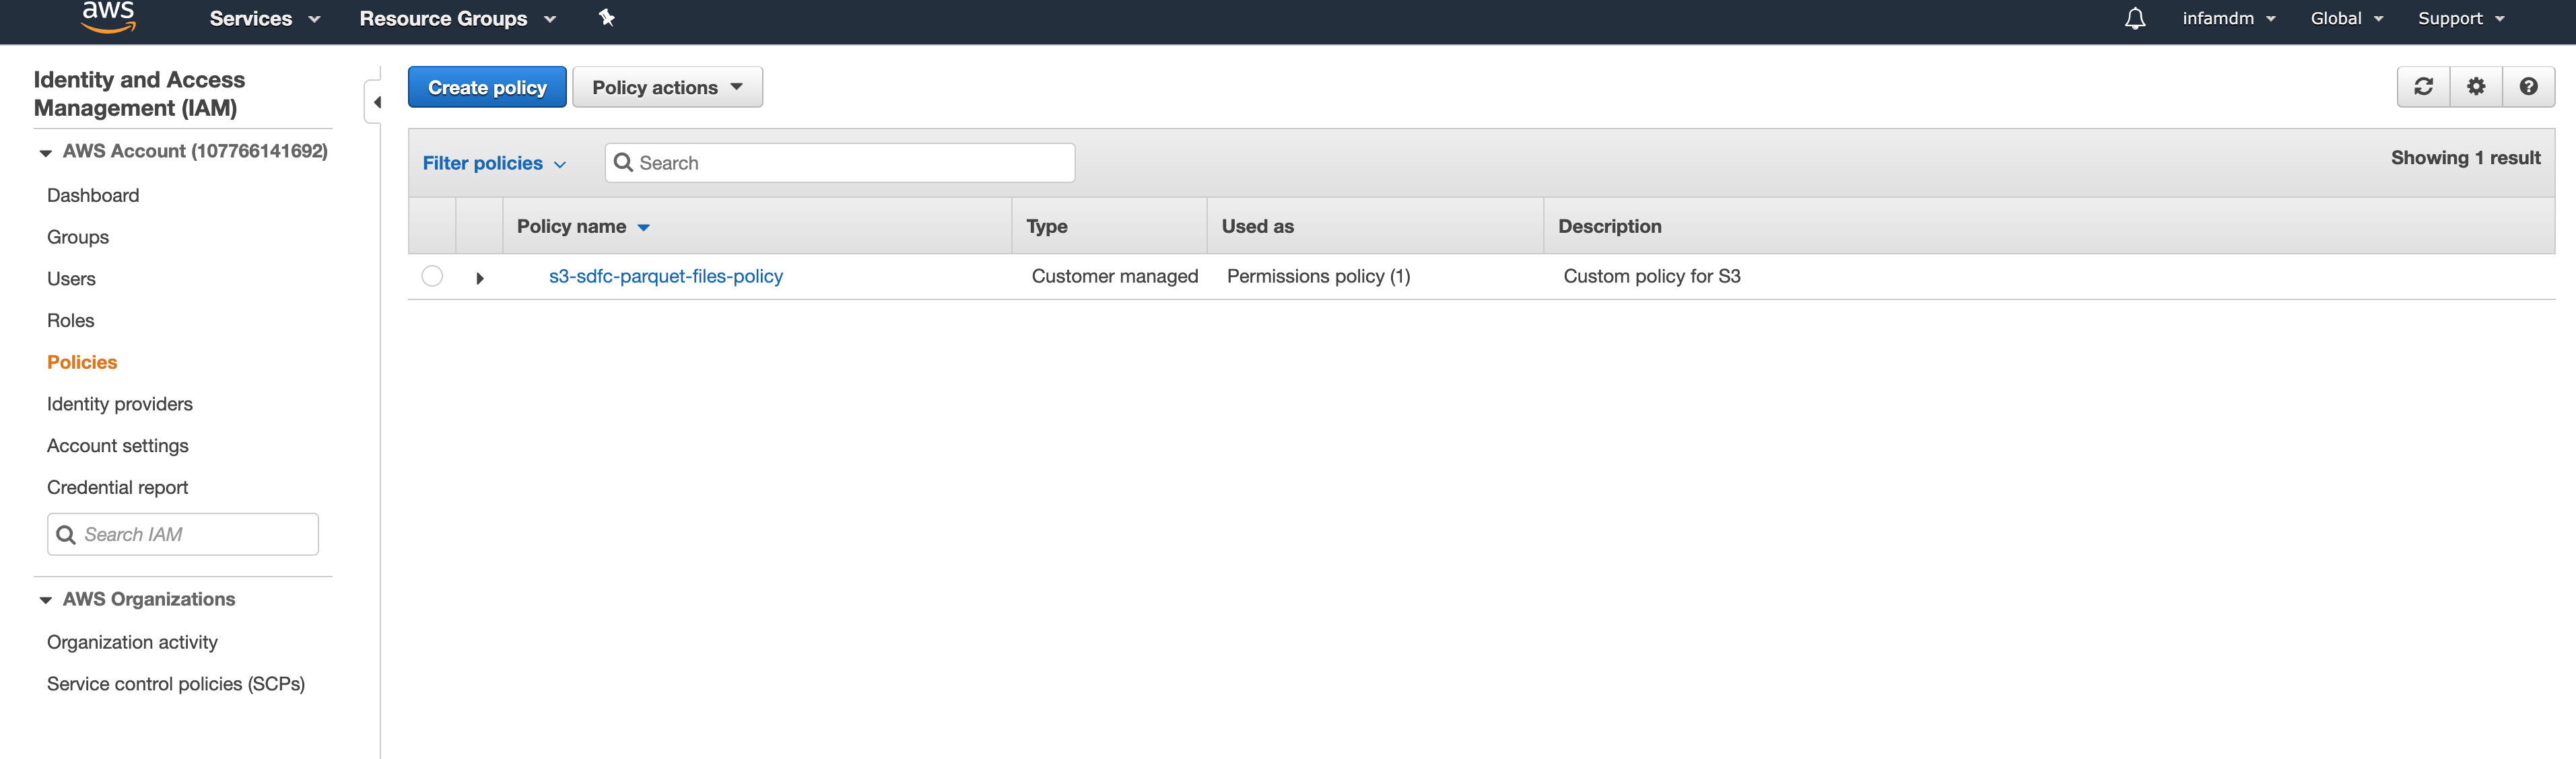 aws Services Resource Groups infamdm Global Support
Identity and Access
Management (IAM)
AWS Account (107766141692)
Dashboard
Groups
Users
Roles
Policies
Identity providers
Account settings
Credential report
Search IAM
AWS Organizations
Organization activity
Service control policies (SCPs)
Create policy Policy actions
Filter policies Search Showing 1 result
Policy name Type Used as Description
s3-sdfc-parquet-files-policy Customer managed Permissions policy (1) Custom policy for S3